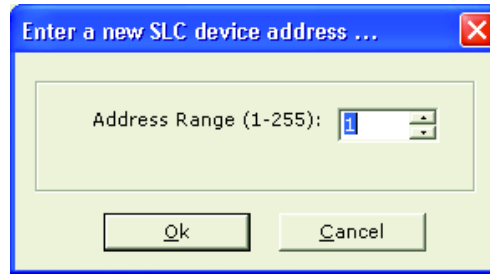 Enter a new SLC device address ...
Address Range (1-255): 1
Ok Cancel